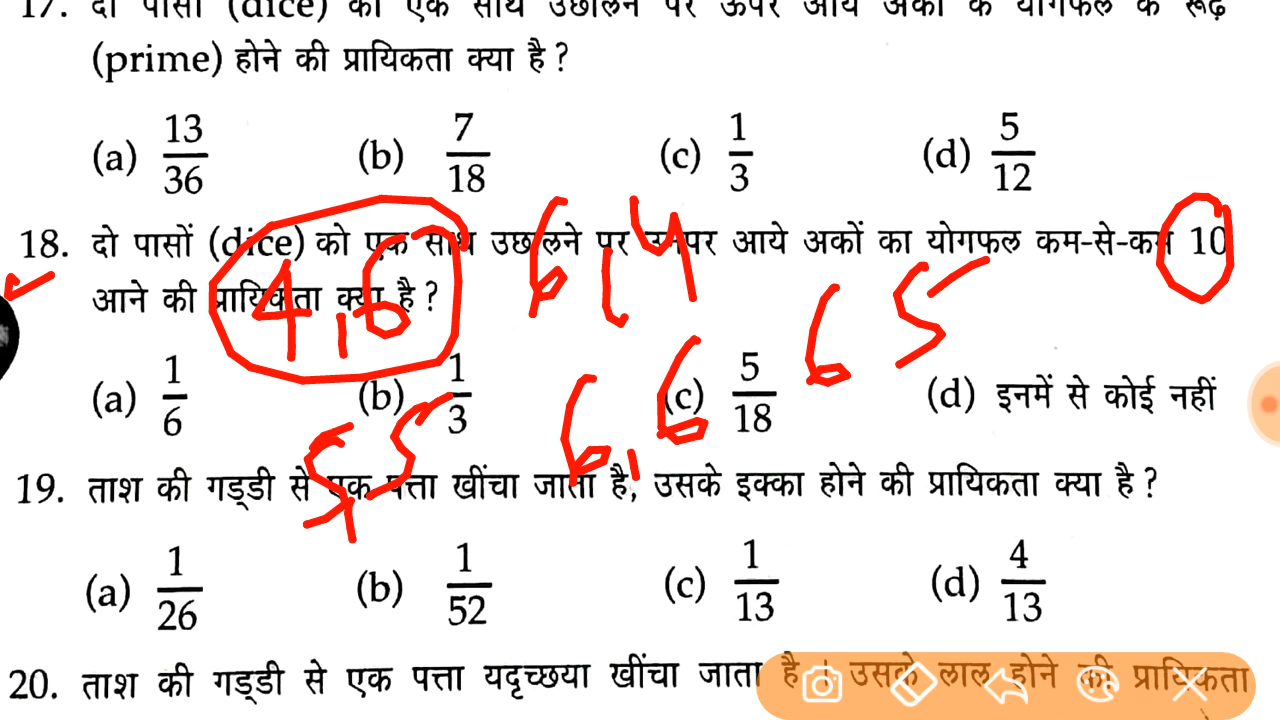 17. दो पासों (dice) को एक साथ उछालने पर ऊपर आये अंकों के योगफल के रूढ़
(prime) होने की प्रायिकता क्या है ?
(a) 13/36 (b) 7/18 (c) 1/3 (d) 5/12
18. दो पासों (dice) को एक साथ उछालने पर ऊपर आये अकों का योगफल कम-से-कम 10
आने की प्रायिकता क्या है ?
4,6
6,4
6 5
(a) 1/6 (b) 1/3 (c) 5/18 (d) इनमें से कोई नहीं
5,5
6,6
19. ताश की गड्डी से एक पत्ता खींचा जाता है, उसके इक्का होने की प्रायिकता क्या है ?
(a) 1/26 (b) 1/52 (c) 1/13 (d) 4/13
20. ताश की गड्डी से एक पत्ता यदृच्छया खींचा जाता है । उसके लाल होने की प्रायिकता